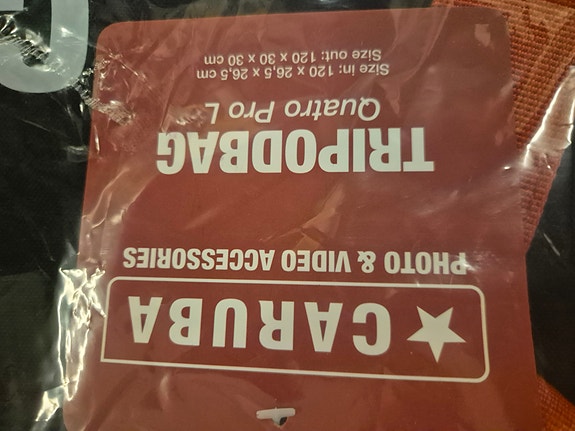 CARUBA
PHOTO & VIDEO ACCESSORIES
TRIPODBAG
Quatro Pro L
Size in: 120 x 26,5 x 26,5 cm
Size out: 120 x 30 x 30 cm